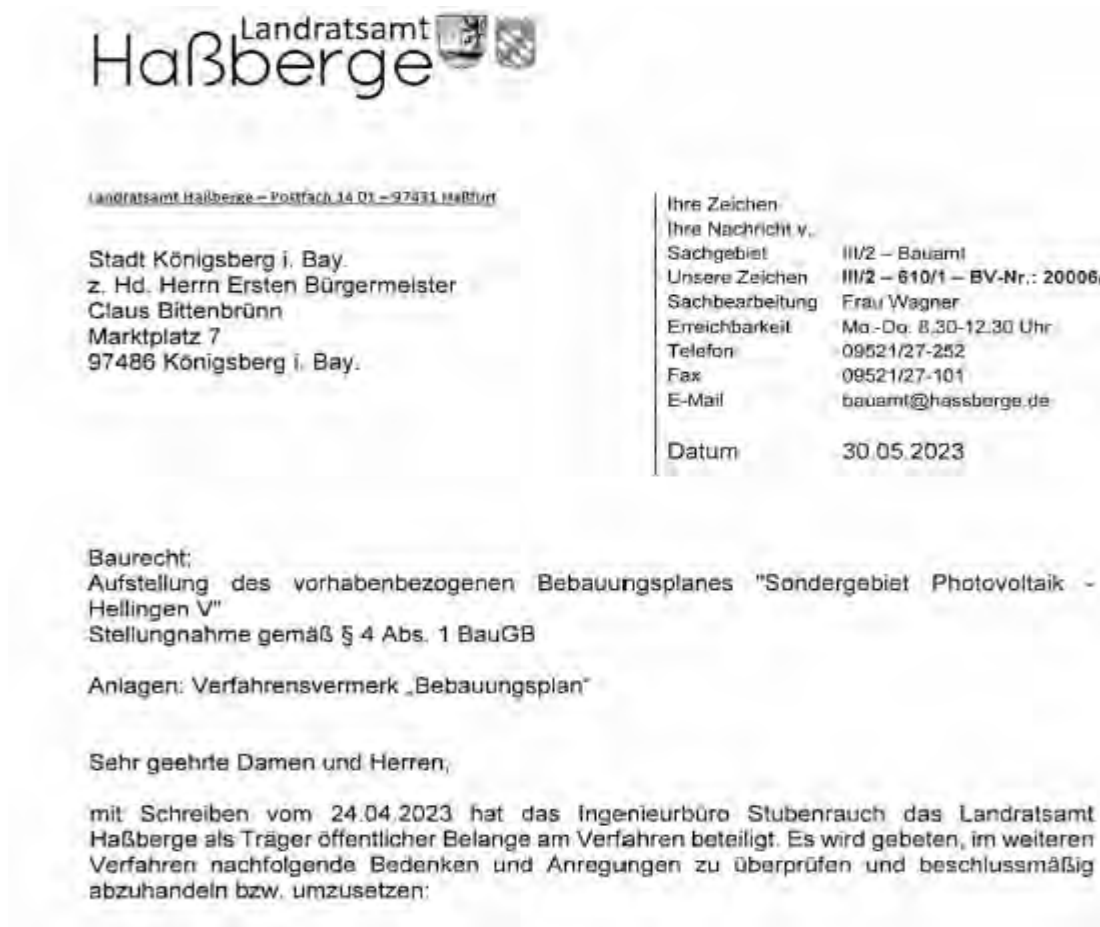 Landratsamt
Haßberge
Landratsamt Haßberge – Postfach 14 01 – 97431 Haßfurt
Stadt Königsberg i. Bay.
z. Hd. Herrn Ersten Bürgermeister
Claus Bittenbrünn
Marktplatz 7
97486 Königsberg i. Bay.
Ihre Zeichen
Ihre Nachricht v.
Sachgebiet III/2 – Bauamt
Unsere Zeichen III/2 – 610/1 – BV-Nr.: 20006/
Sachbearbeitung Frau Wagner
Erreichbarkeit Mo.-Do. 8.30-12.30 Uhr
Telefon 09521/27-252
Fax 09521/27-101
E-Mail bauamt@hassberge.de
Datum 30.05.2023
Baurecht;
Aufstellung des vorhabenbezogenen Bebauungsplanes "Sondergebiet Photovoltaik -
Hellingen V"
Stellungnahme gemäß § 4 Abs. 1 BauGB
Anlagen: Verfahrensvermerk „Bebauungsplan“
Sehr geehrte Damen und Herren,
mit Schreiben vom 24.04.2023 hat das Ingenieurbüro Stubenrauch das Landratsamt
Haßberge als Träger öffentlicher Belange am Verfahren beteiligt. Es wird gebeten, im weiteren
Verfahren nachfolgende Bedenken und Anregungen zu überprüfen und beschlussmäßig
abzuhandeln bzw. umzusetzen: